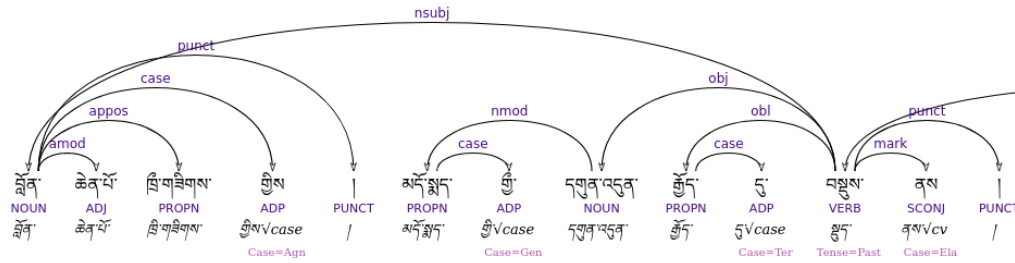 nsubj
punct
case obj
appos nmod obl punct
amod case case mark
བློན་ ཆེན་པོ་ ཁྲི་གཟིགས་ གྱིས ། མདོ་སྨད་ གྱི་ དགུན་འདུན་ རྒྱོད་ དུ་ བསྡུས་ ནས །
NOUN ADJ PROPN ADP PUNCT PROPN ADP NOUN PROPN ADP VERB SCONJ PUNCT
བློན་ ཆེན་པོ་ ཁྲི་གཟིགས་ གྱིས√case ། མདོ་སྨད་ གྱི√case དགུན་འདུན་ རྒྱོད་ དུ√case སྡུད་ ནས√cv །
Case=Agn Case=Gen Case=Ter Tense=Past Case=Ela